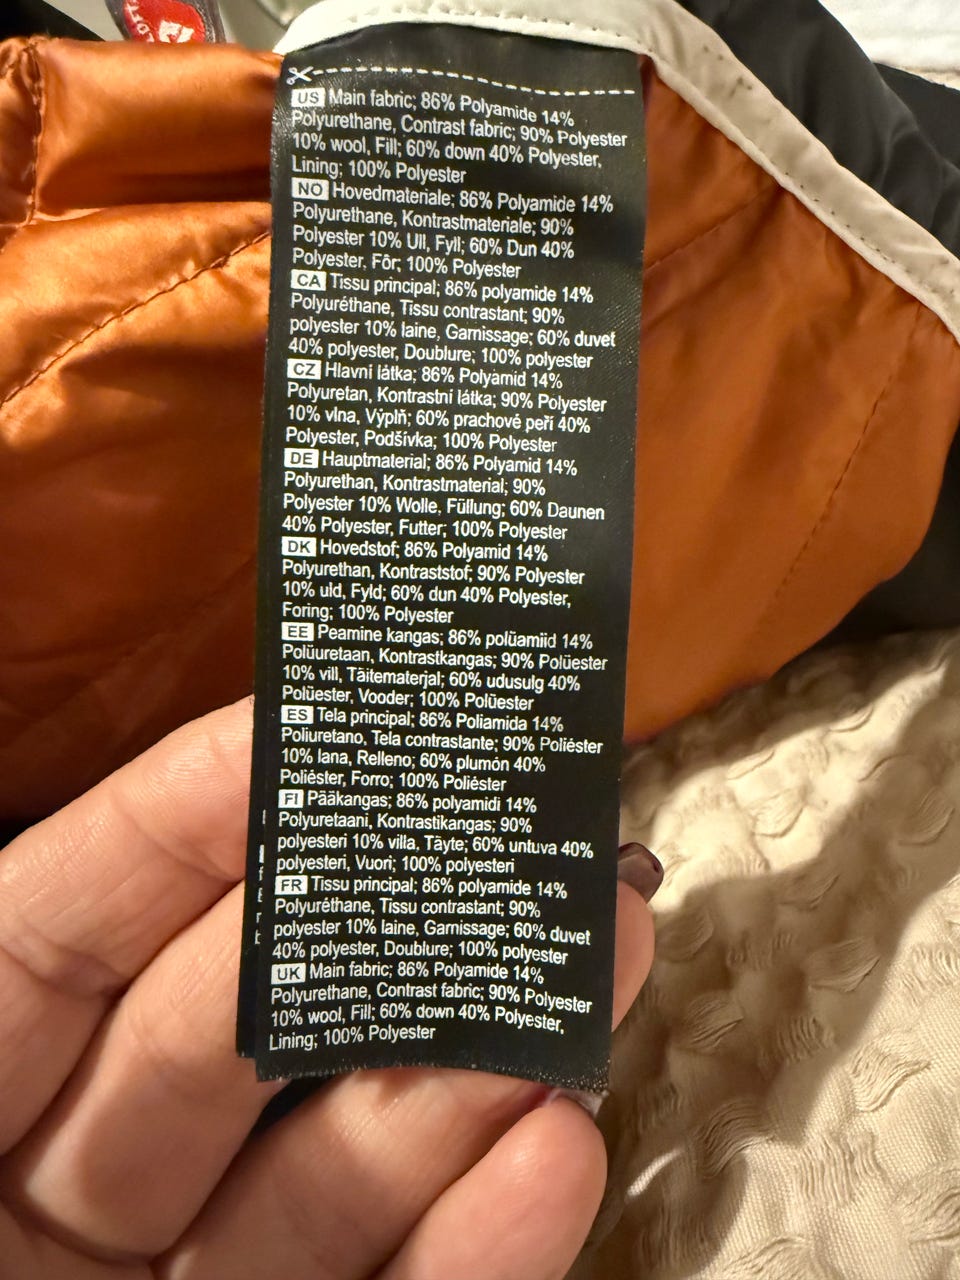 US Main fabric; 86% Polyamide 14%
Polyurethane, Contrast fabric; 90% Polyester
10% wool, Fill; 60% down 40% Polyester,
Lining; 100% Polyester
NO Hovedmateriale; 86% Polyamide 14%
Polyurethane, Kontrastmateriale; 90%
Polyester 10% Ull, Fyll; 60% Dun 40%
Polyester, Fôr; 100% Polyester
CA Tissu principal; 86% polyamide 14%
Polyuréthane, Tissu contrastant; 90%
polyester 10% laine, Garnissage; 60% duvet
40% polyester, Doublure; 100% polyester
CZ Hlavní látka; 86% Polyamid 14%
Polyuretan, Kontrastní látka; 90% Polyester
10% vlna, Výplň; 60% prachové peří 40%
Polyester, Podšívka; 100% Polyester
DE Hauptmaterial; 86% Polyamid 14%
Polyurethan, Kontrastmaterial; 90%
Polyester 10% Wolle, Füllung; 60% Daunen
40% Polyester, Futter; 100% Polyester
DK Hovedstof; 86% Polyamid 14%
Polyurethan, Kontraststof; 90% Polyester
10% uld, Fyld; 60% dun 40% Polyester,
Foring; 100% Polyester
EE Peamine kangas; 86% polüamiid 14%
Polüuretaan, Kontrastkangas; 90% Polüester
10% vill, Täitematerjal; 60% udusulg 40%
Polüester, Vooder; 100% Polüester
ES Tela principal; 86% Poliamida 14%
Poliuretano, Tela contrastante; 90% Poliéster
10% lana, Relleno; 60% plumón 40%
Poliéster, Forro; 100% Poliéster
FI Pääkangas; 86% polyamidi 14%
Polyuretaani, Kontrastikangas; 90%
polyesteri 10% villa, Täyte; 60% untuva 40%
polyesteri, Vuori; 100% polyesteri
FR Tissu principal; 86% polyamide 14%
Polyuréthane, Tissu contrastant; 90%
polyester 10% laine, Garnissage; 60% duvet
40% polyester, Doublure; 100% polyester
UK Main fabric; 86% Polyamide 14%
Polyurethane, Contrast fabric; 90% Polyester
10% wool, Fill; 60% down 40% Polyester,
Lining; 100% Polyester